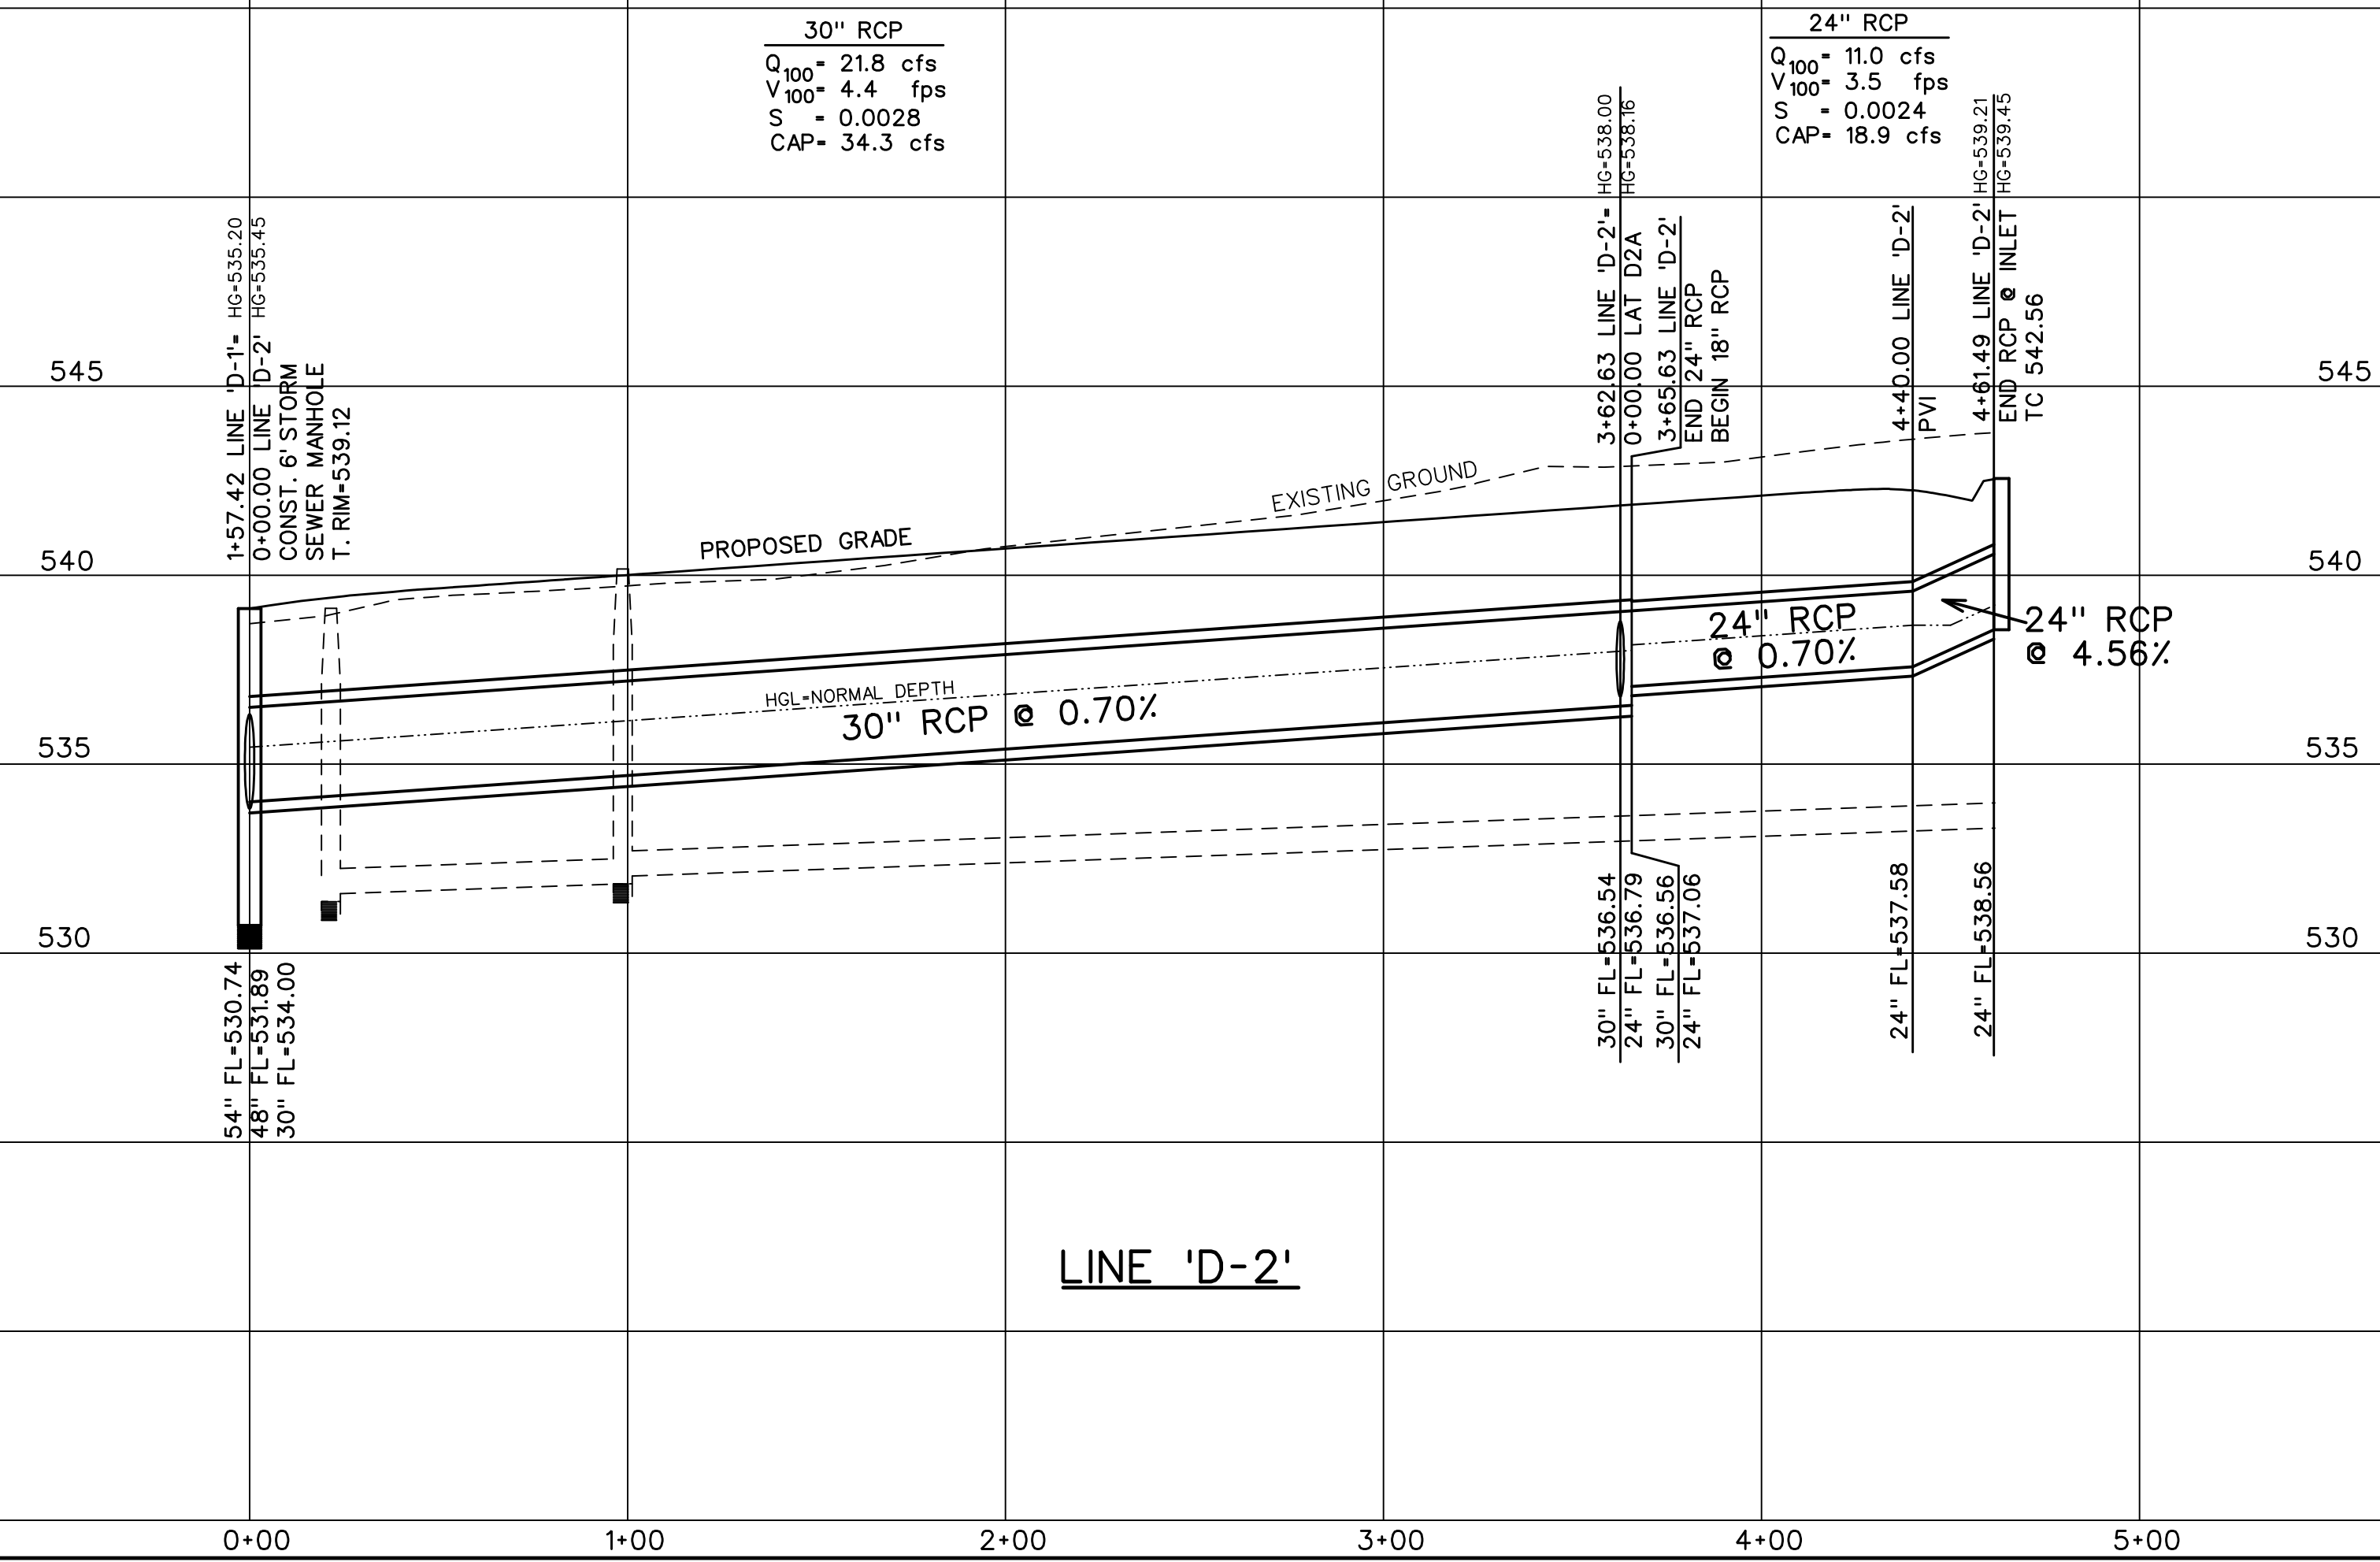 30" RCP
Q100= 21.8 cfs
V100= 4.4 fps
S = 0.0028
CAP= 34.3 cfs
24" RCP
Q100= 11.0 cfs
V100= 3.5 fps
S = 0.0024
CAP= 18.9 cfs
1+57.42 LINE 'D-1'= HG=535.20
0+00.00 LINE 'D-2' HG=535.45
CONST. 6' STORM
SEWER MANHOLE
T. RIM=539.12
3+62.63 LINE 'D-2'= HG=538.00
0+00.00 LAT D2A HG=538.16
3+65.63 LINE 'D-2'
END 24" RCP
BEGIN 18" RCP
4+40.00 LINE 'D-2'
PVI
4+61.49 LINE 'D-2' HG=539.21
END RCP @ INLET HG=539.45
TC 542.56
545
545
EXISTING GROUND
PROPOSED GRADE
540
540
24" RCP
@ 0.70%
24" RCP
@ 4.56%
HGL=NORMAL DEPTH
30" RCP @ 0.70%
535
535
530
530
54" FL=530.74
48" FL=531.89
30" FL=534.00
30" FL=536.54
24" FL=536.79
30" FL=536.56
24" FL=537.06
24" FL=537.58
24" FL=538.56
LINE 'D-2'
0+00 1+00 2+00 3+00 4+00 5+00